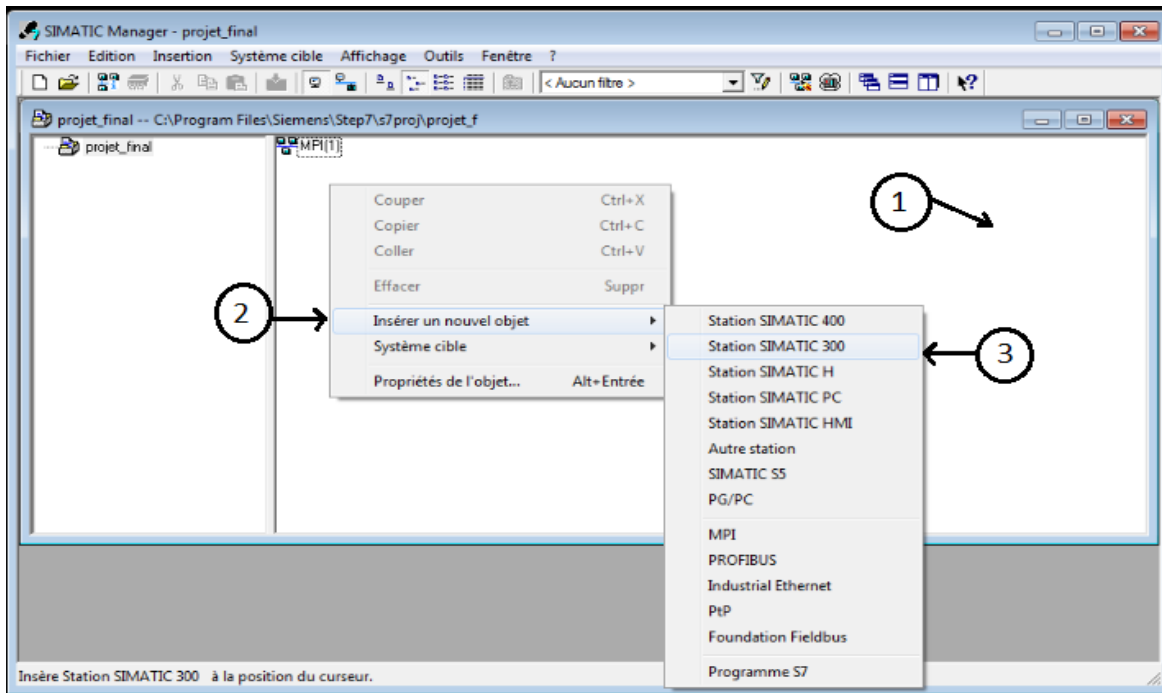 SIMATIC Manager - projet_final
Fichier Edition Insertion Système cible Affichage Outils Fenêtre ?
< Aucun filtre >
projet_final -- C:\Program Files\Siemens\Step7\s7proj\projet_f
projet_final
MPI(1)
1
Couper Ctrl+X
Copier Ctrl+C
Coller Ctrl+V
Effacer Suppr
2
Insérer un nouvel objet
Système cible
Propriétés de l'objet... Alt+Entrée
Station SIMATIC 400
Station SIMATIC 300
3
Station SIMATIC H
Station SIMATIC PC
Station SIMATIC HMI
Autre station
SIMATIC S5
PG/PC
MPI
PROFIBUS
Industrial Ethernet
PtP
Foundation Fieldbus
Programme S7
Insère Station SIMATIC 300 à la position du curseur.